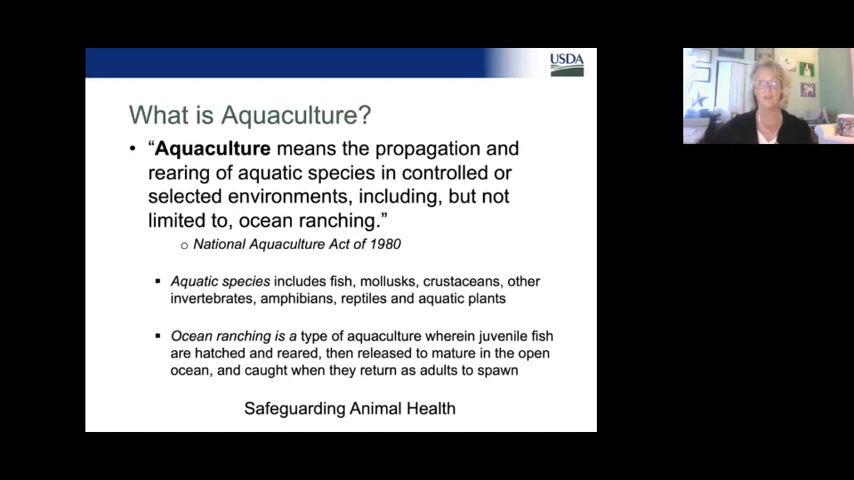 USDA
What is Aquaculture?
• “Aquaculture means the propagation and
rearing of aquatic species in controlled or
selected environments, including, but not
limited to, ocean ranching.”
o National Aquaculture Act of 1980
▪ Aquatic species includes fish, mollusks, crustaceans, other
invertebrates, amphibians, reptiles and aquatic plants
▪ Ocean ranching is a type of aquaculture wherein juvenile fish
are hatched and reared, then released to mature in the open
ocean, and caught when they return as adults to spawn
Safeguarding Animal Health